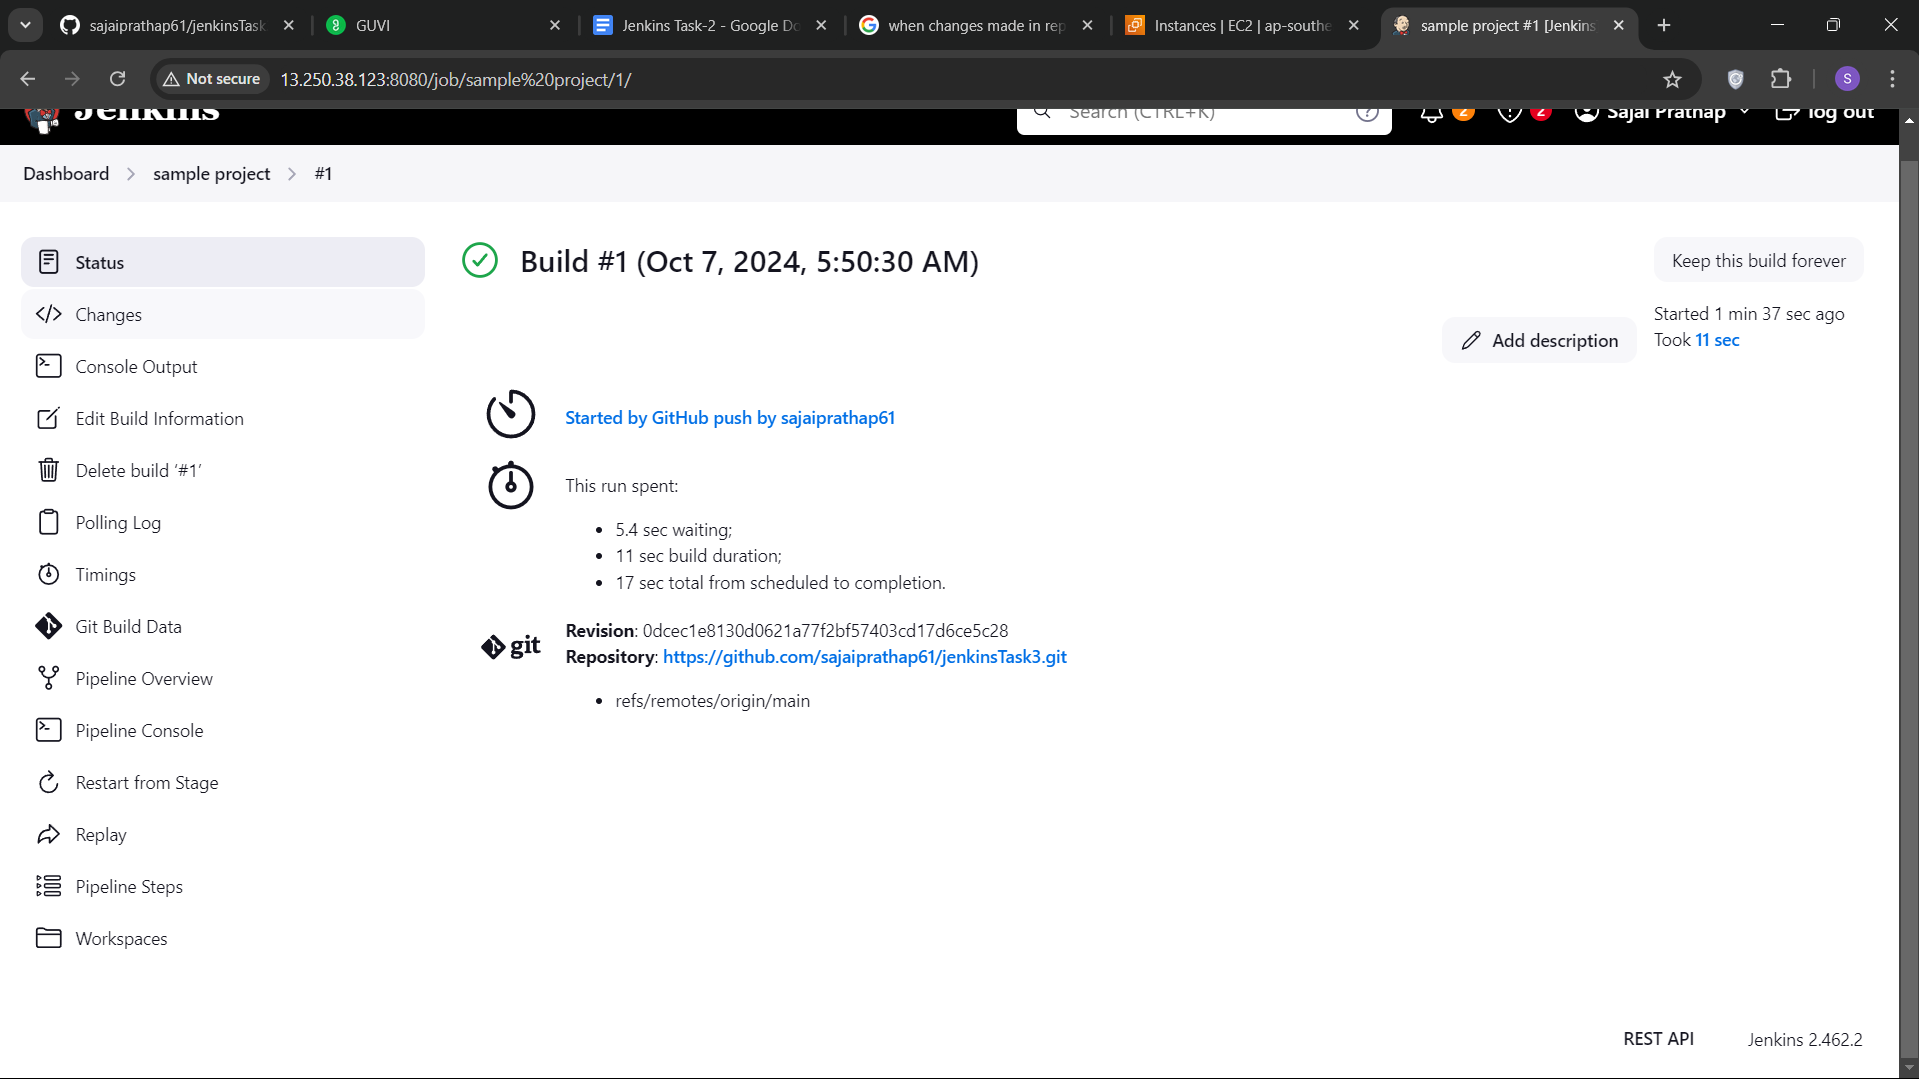 sajaiprathap61/jenkinsTask
GUVI
Jenkins Task-2 - Google Do
when changes made in rep
Instances | EC2 | ap-southe
sample project #1 [Jenkins
Not secure
13.250.38.123:8080/job/sample%20project/1/
S
Jenkins
Search (CTRL+K)
2
2
Sajai Prathap
log out
Dashboard
sample project
#1
Status
Changes
Console Output
Edit Build Information
Delete build ‘#1’
Polling Log
Timings
Git Build Data
Pipeline Overview
Pipeline Console
Restart from Stage
Replay
Pipeline Steps
Workspaces
Build #1 (Oct 7, 2024, 5:50:30 AM)
Keep this build forever
Started 1 min 37 sec ago
Took 11 sec
Add description
Started by GitHub push by sajaiprathap61
This run spent:
5.4 sec waiting;
11 sec build duration;
17 sec total from scheduled to completion.
git
Revision: 0dcec1e8130d0621a77f2bf57403cd17d6ce5c28
Repository: https://github.com/sajaiprathap61/jenkinsTask3.git
refs/remotes/origin/main
REST API
Jenkins 2.462.2